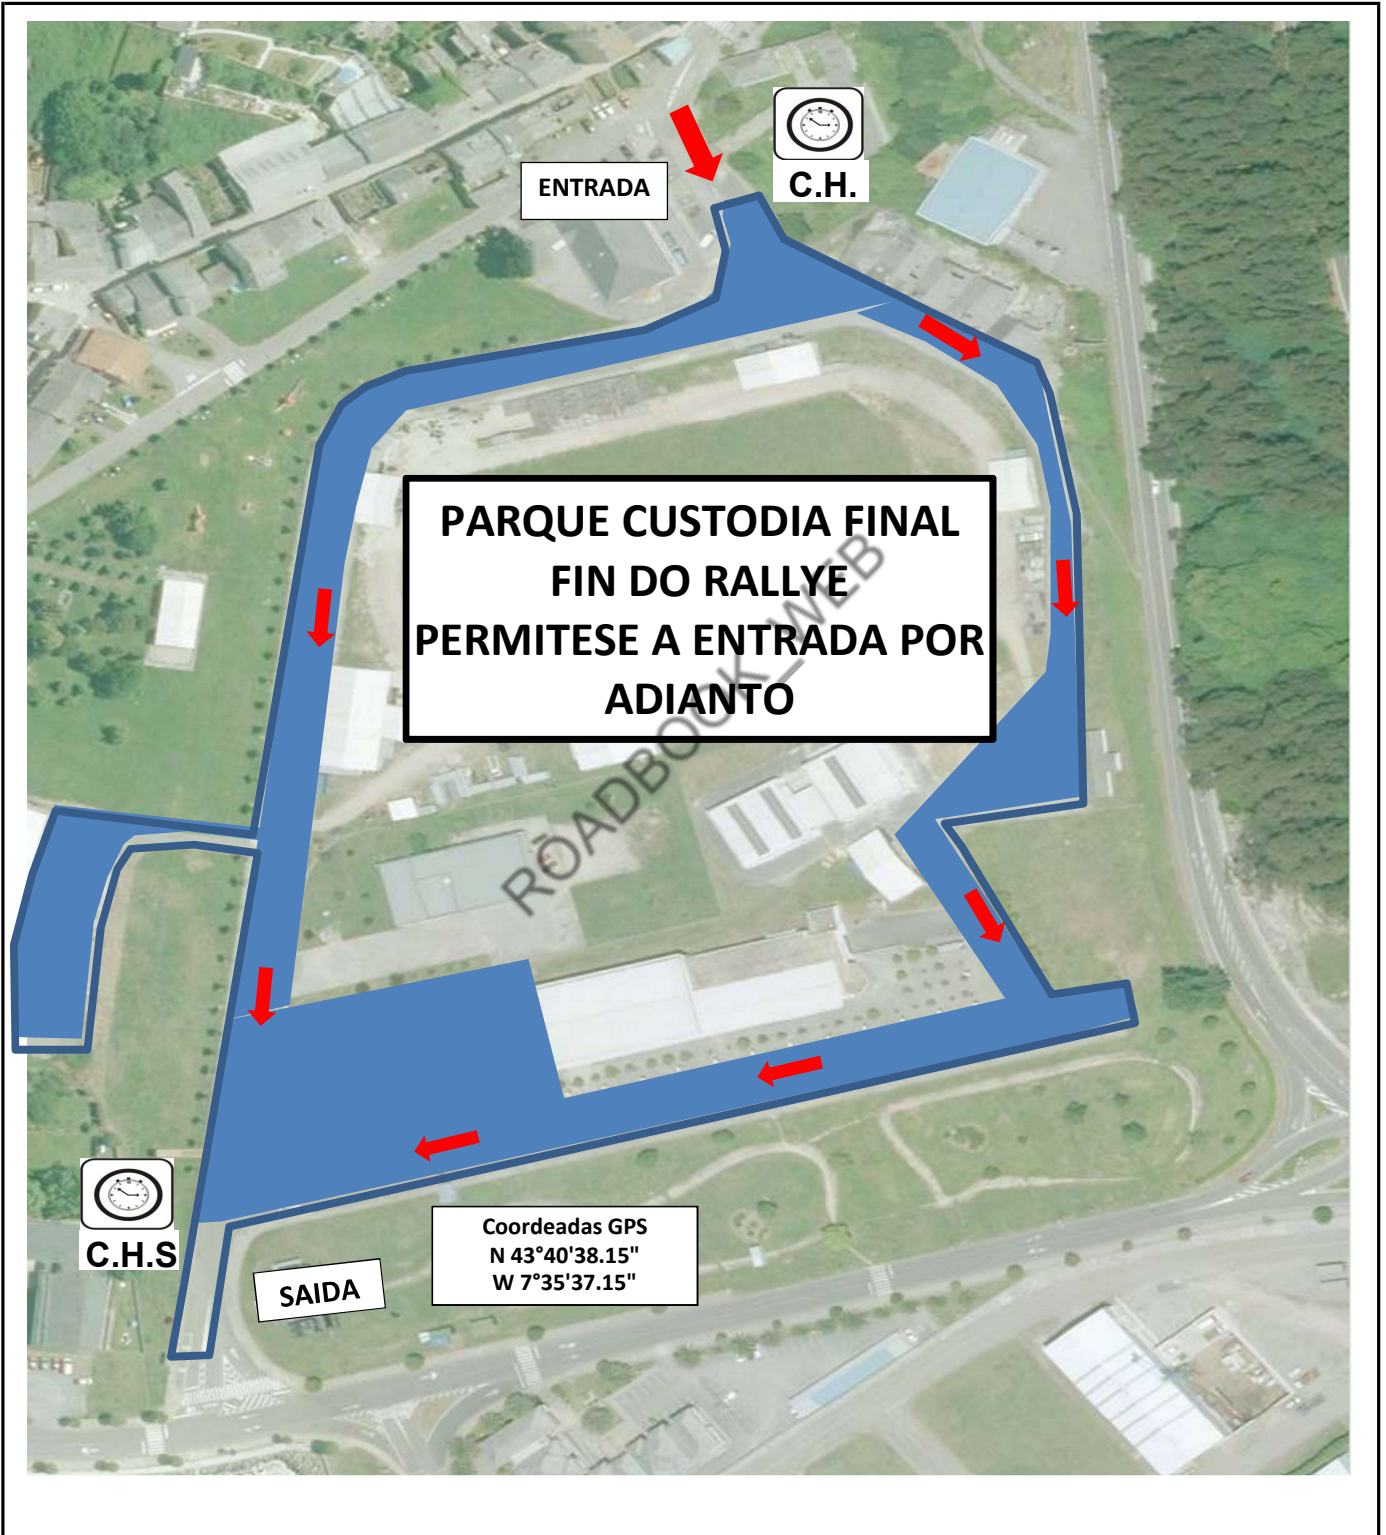 ENTRADA
C.H.
PARQUE CUSTODIA FINAL
FIN DO RALLYE
PERMITESE A ENTRADA POR
ADIANTO
ROADBOOK_WEB
C.H.S
SAIDA
Coordeadas GPS
N 43°40'38.15"
W 7°35'37.15"